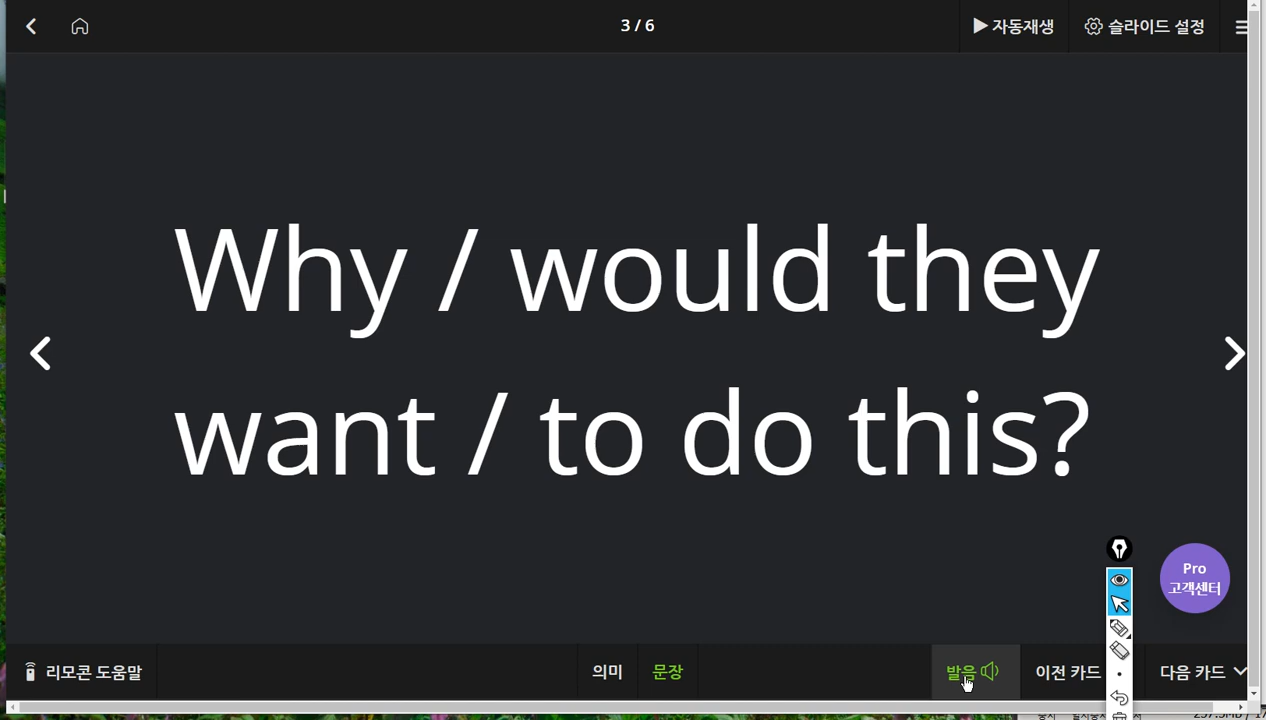 3 / 6
자동재생
슬라이드 설정
Why / would they
want / to do this?
Pro
고객센터
리모콘 도움말
의미
문장
발음
이전 카드
다음 카드